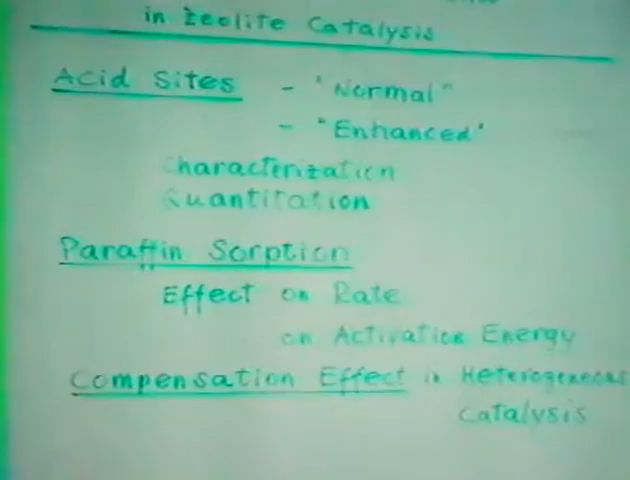 in Zeolite Catalysis
Acid Sites - "Normal"
- "Enhanced"
Characterization
Quantitation
Paraffin Sorption
Effect on Rate
on Activation Energy
Compensation Effect in Heterogeneous
Catalysis